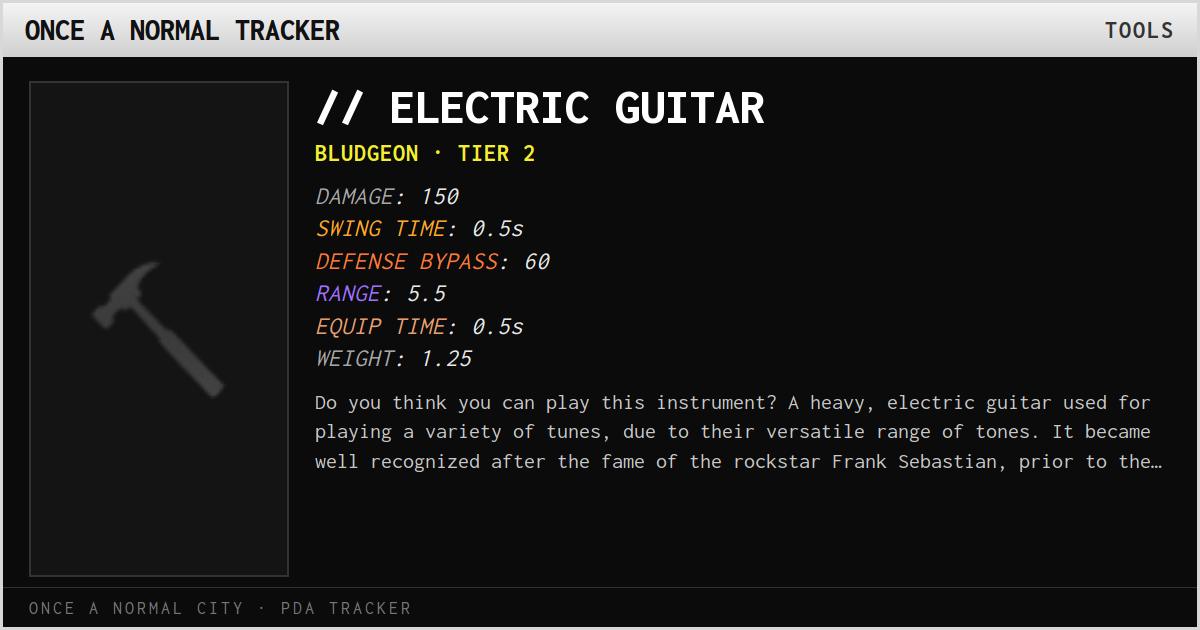 ONCE A NORMAL TRACKER
TOOLS
// ELECTRIC GUITAR
BLUDGEON · TIER 2
DAMAGE: 150
SWING TIME: 0.5s
DEFENSE BYPASS: 60
RANGE: 5.5
EQUIP TIME: 0.5s
WEIGHT: 1.25
Do you think you can play this instrument? A heavy, electric guitar used for
playing a variety of tunes, due to their versatile range of tones. It became
well recognized after the fame of the rockstar Frank Sebastian, prior to the…
ONCE A NORMAL CITY · PDA TRACKER